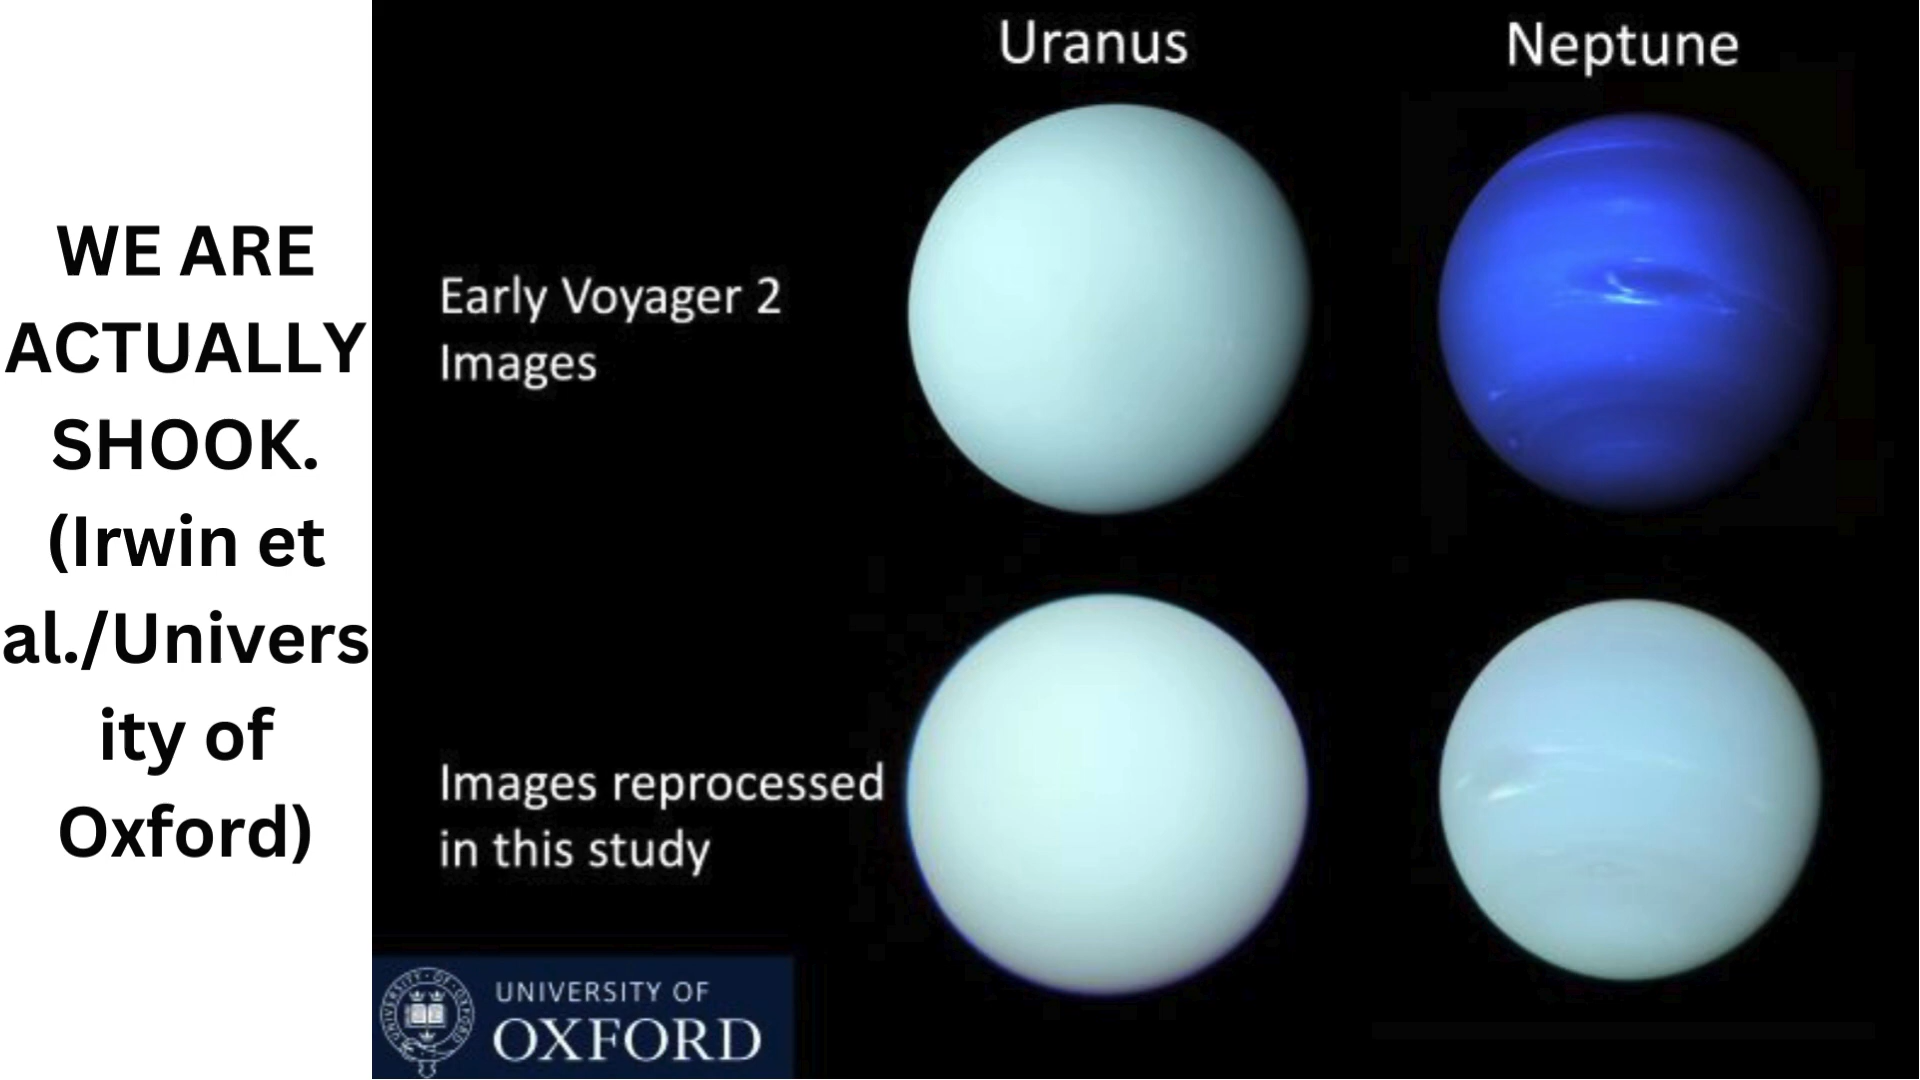 WE ARE
ACTUALLY
SHOOK.
(Irwin et
al./Univers
ity of
Oxford)
Uranus
Neptune
Early Voyager 2
Images
Images reprocessed
in this study
UNIVERSITY OF
OXFORD